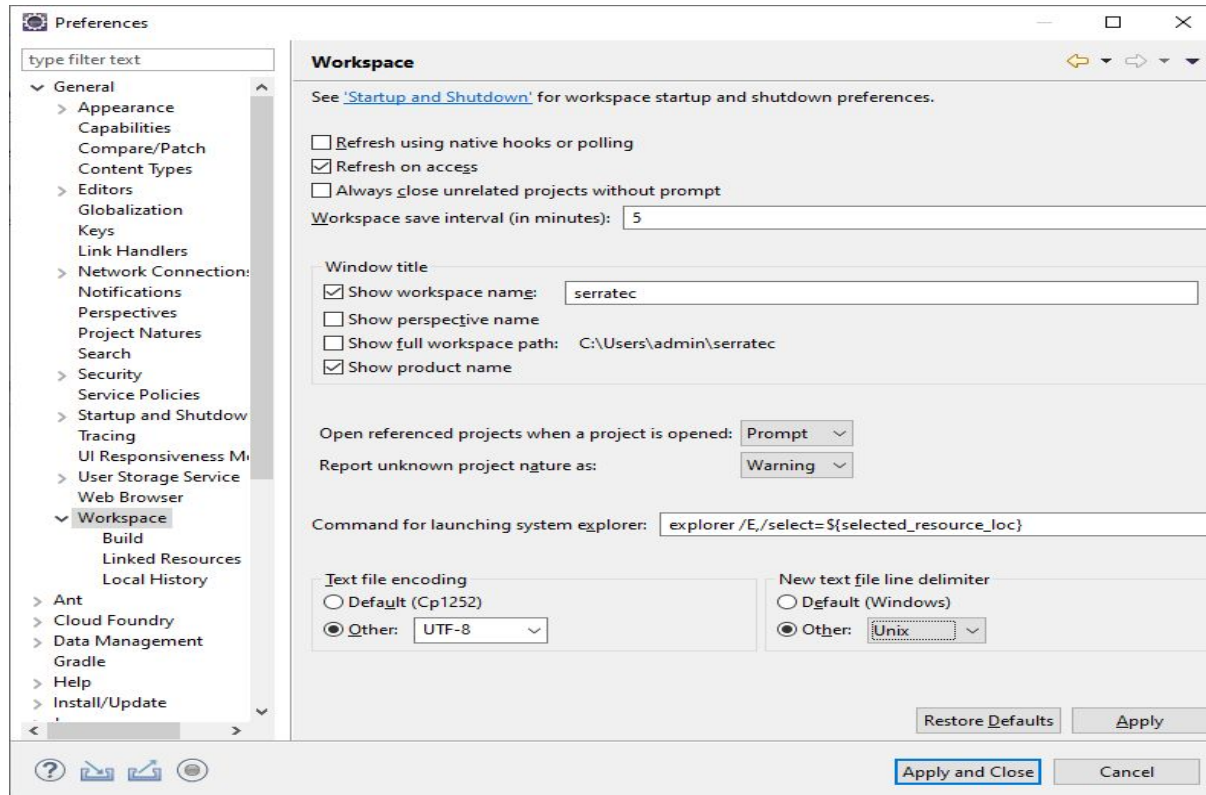 Preferences
type filter text
General
Appearance
Capabilities
Compare/Patch
Content Types
Editors
Globalization
Keys
Link Handlers
Network Connection
Notifications
Perspectives
Project Natures
Search
Security
Service Policies
Startup and Shutdow
Tracing
UI Responsiveness M
User Storage Service
Web Browser
Workspace
Build
Linked Resources
Local History
Ant
Cloud Foundry
Data Management
Gradle
Help
Install/Update
Workspace
See 'Startup and Shutdown' for workspace startup and shutdown preferences.
Refresh using native hooks or polling
Refresh on access
Always close unrelated projects without prompt
Workspace save interval (in minutes): 5
Window title
Show workspace name: serratec
Show perspective name
Show full workspace path: C:\Users\admin\serratec
Show product name
Open referenced projects when a project is opened: Prompt
Report unknown project nature as: Warning
Command for launching system explorer: explorer /E,/select=${selected_resource_loc}
Text file encoding
Default (Cp1252)
Other: UTF-8
New text file line delimiter
Default (Windows)
Other: Unix
Restore Defaults Apply
Apply and Close Cancel